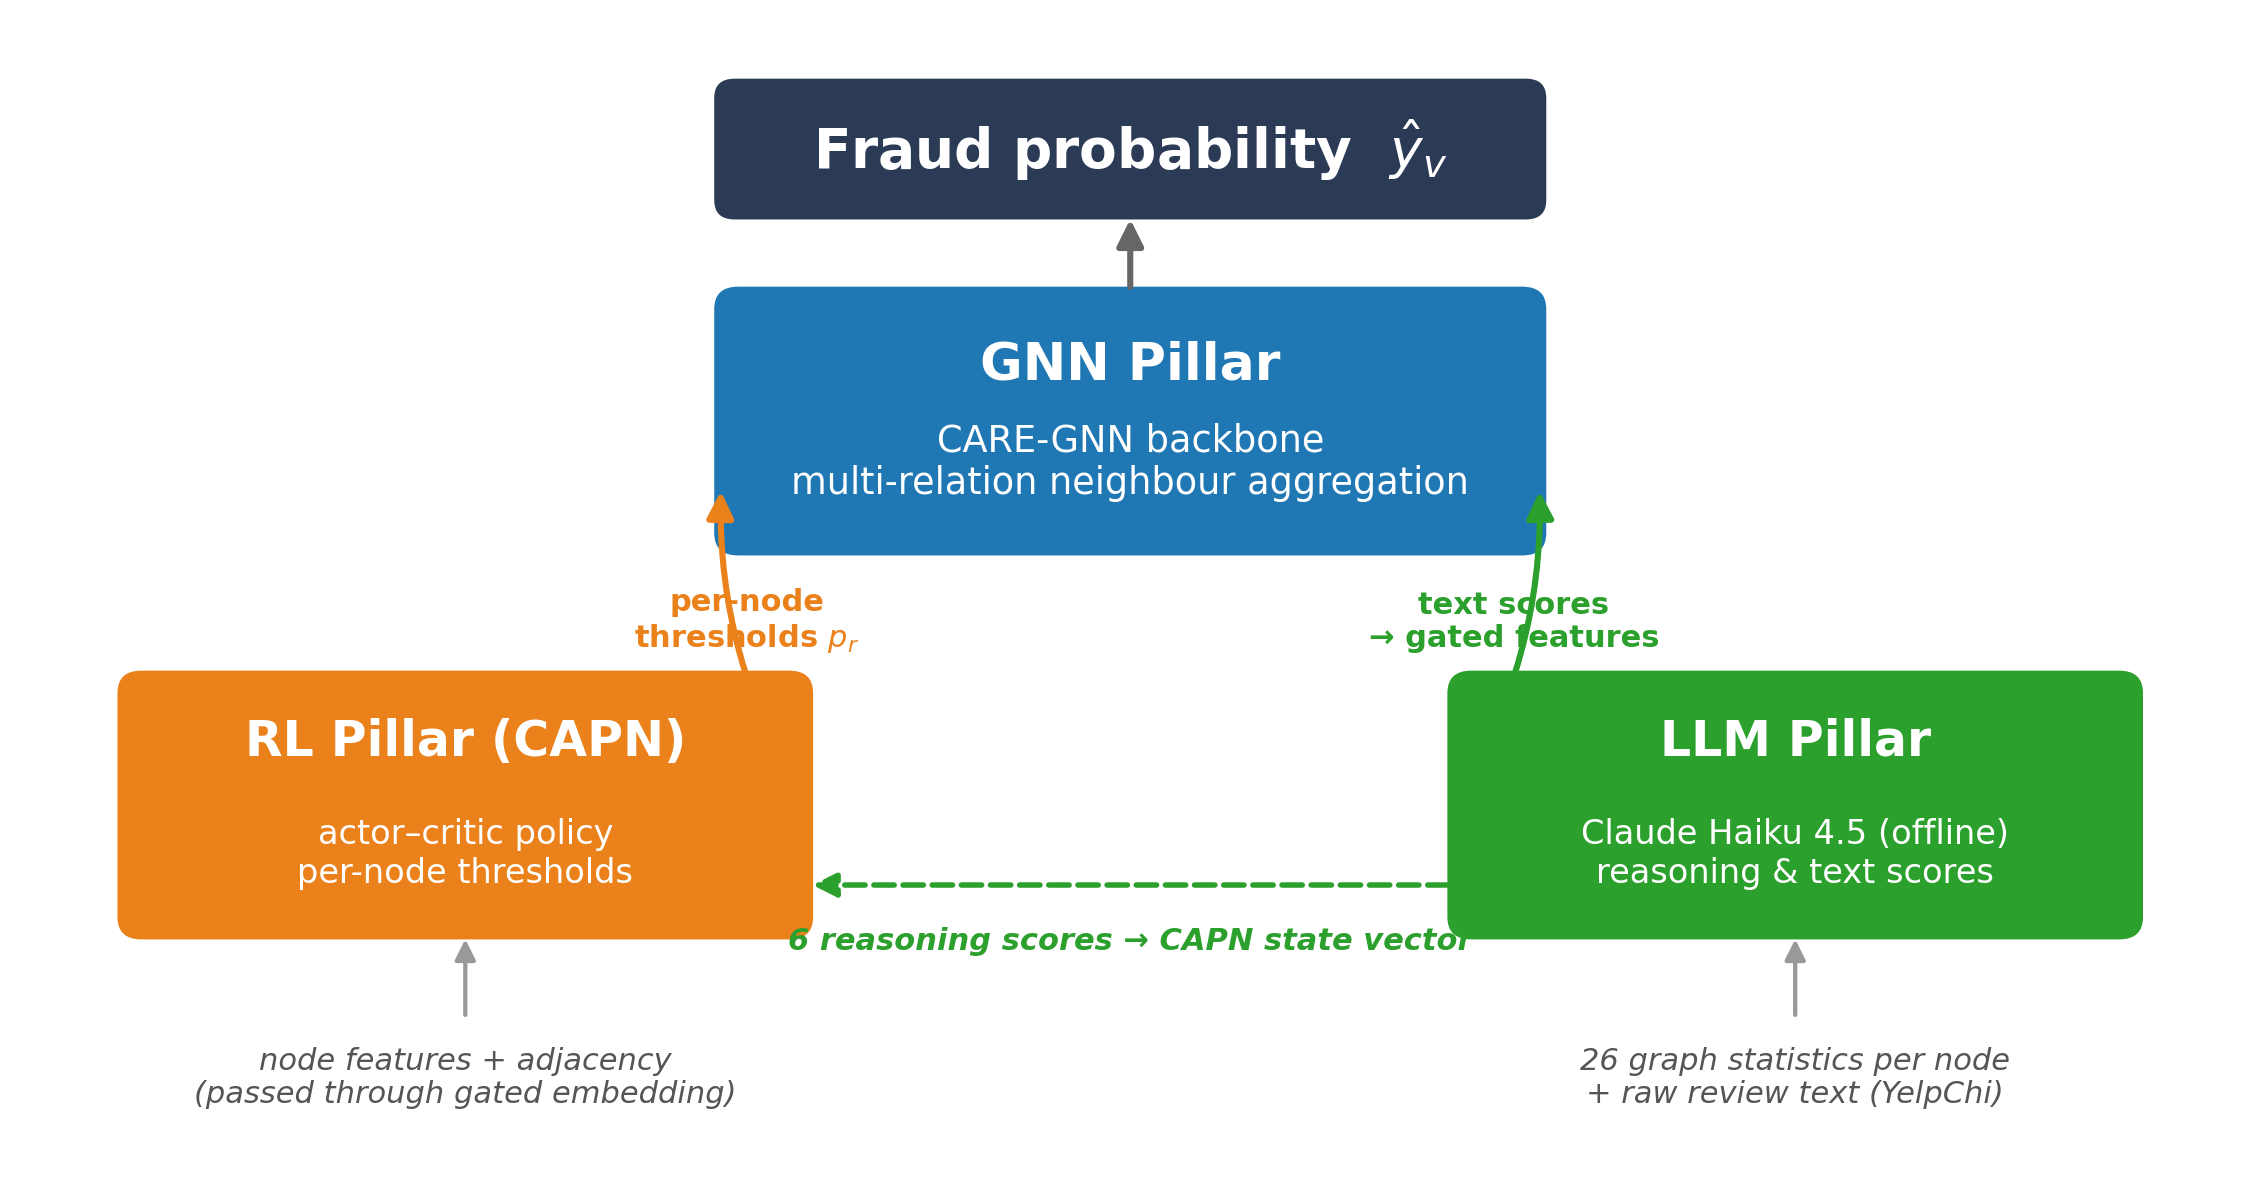 Fraud probability ŷᵥ
GNN Pillar
CARE-GNN backbone
multi-relation neighbour aggregation
per-node
thresholds pᵣ
text scores
→ gated features
RL Pillar (CAPN)
actor–critic policy
per-node thresholds
LLM Pillar
Claude Haiku 4.5 (offline)
reasoning & text scores
6 reasoning scores → CAPN state vector
node features + adjacency
(passed through gated embedding)
26 graph statistics per node
+ raw review text (YelpChi)